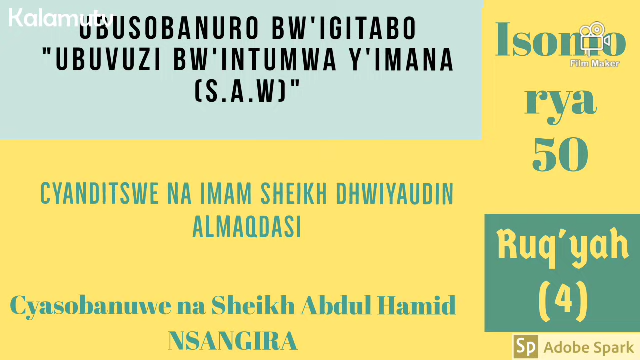 Kalamutv
UBUSOBANURO BW'IGITABO
"UBUVUZI BW'INTUMWA Y'IMANA
(S.A.W)"
Isomo
rya
50
Film Maker
CYANDITSWE NA IMAM SHEIKH DHWIYAUDIN
ALMAQDASI
Ruq'yah
(4)
Cyasobanuwe na Sheikh Abdul Hamid
NSANGIRA
Sp Adobe Spark